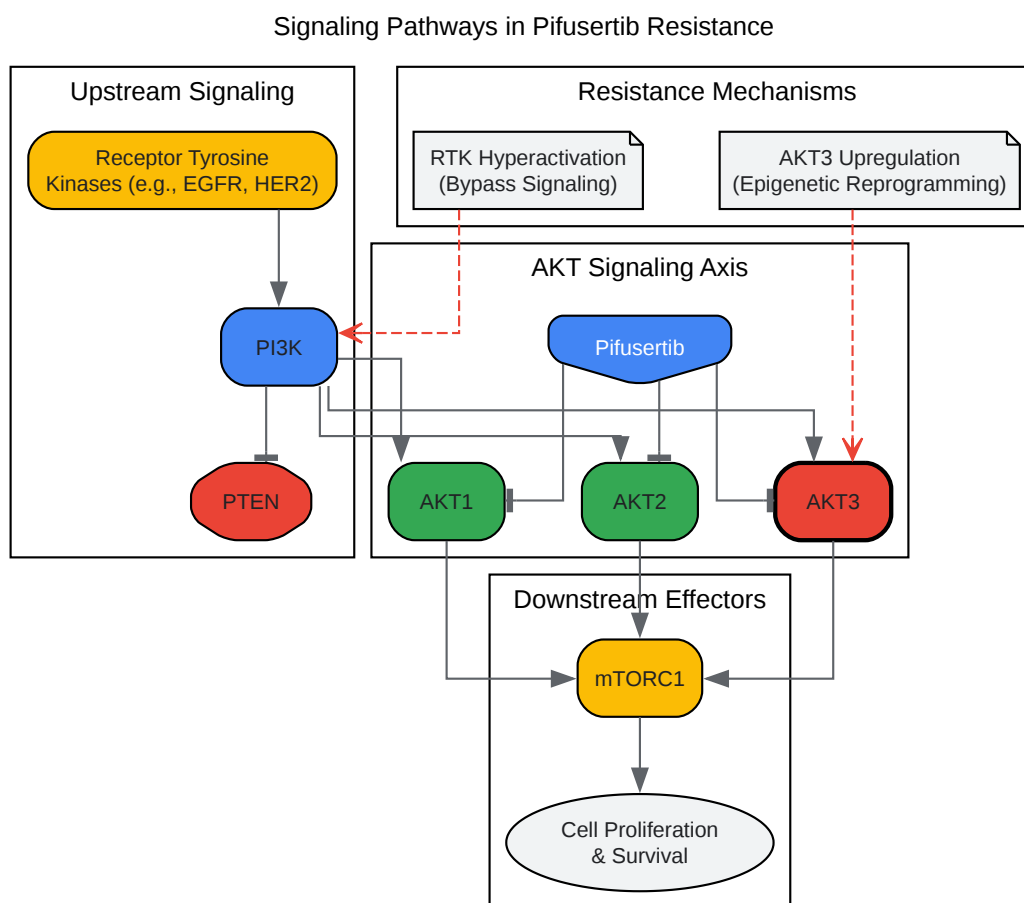 Signaling Pathways in Pifusertib Resistance
Upstream Signaling
Resistance Mechanisms
Receptor Tyrosine
Kinases (e.g., EGFR, HER2)
RTK Hyperactivation
(Bypass Signaling)
AKT3 Upregulation
(Epigenetic Reprogramming)
AKT Signaling Axis
PI3K
Pifusertib
PTEN
AKT1
AKT2
AKT3
Downstream Effectors
mTORC1
Cell Proliferation
& Survival